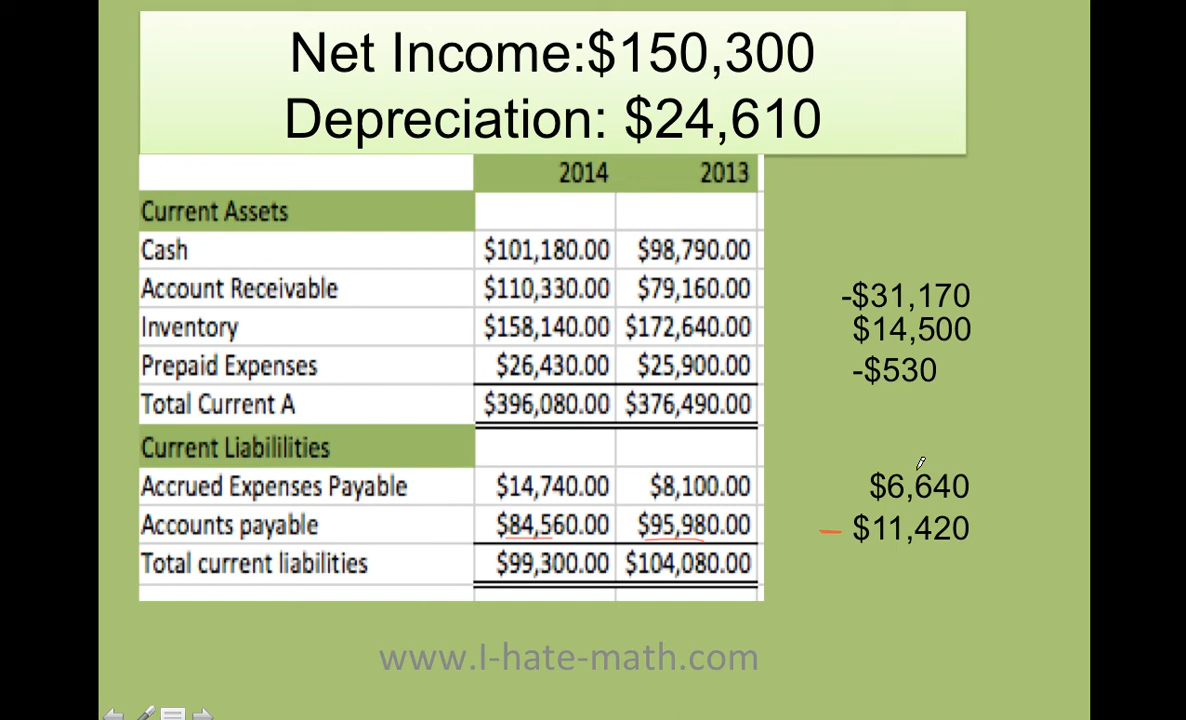 Net Income:$150,300
Depreciation: $24,610
2014 2013
Current Assets
Cash $101,180.00 $98,790.00
Account Receivable $110,330.00 $79,160.00 -$31,170
Inventory $158,140.00 $172,640.00 $14,500
Prepaid Expenses $26,430.00 $25,900.00 -$530
Total Current A $396,080.00 $376,490.00
Current Liabililities
Accrued Expenses Payable $14,740.00 $8,100.00 $6,640
Accounts payable $84,560.00 $95,980.00 - $11,420
Total current liabilities $99,300.00 $104,080.00
www.I-hate-math.com